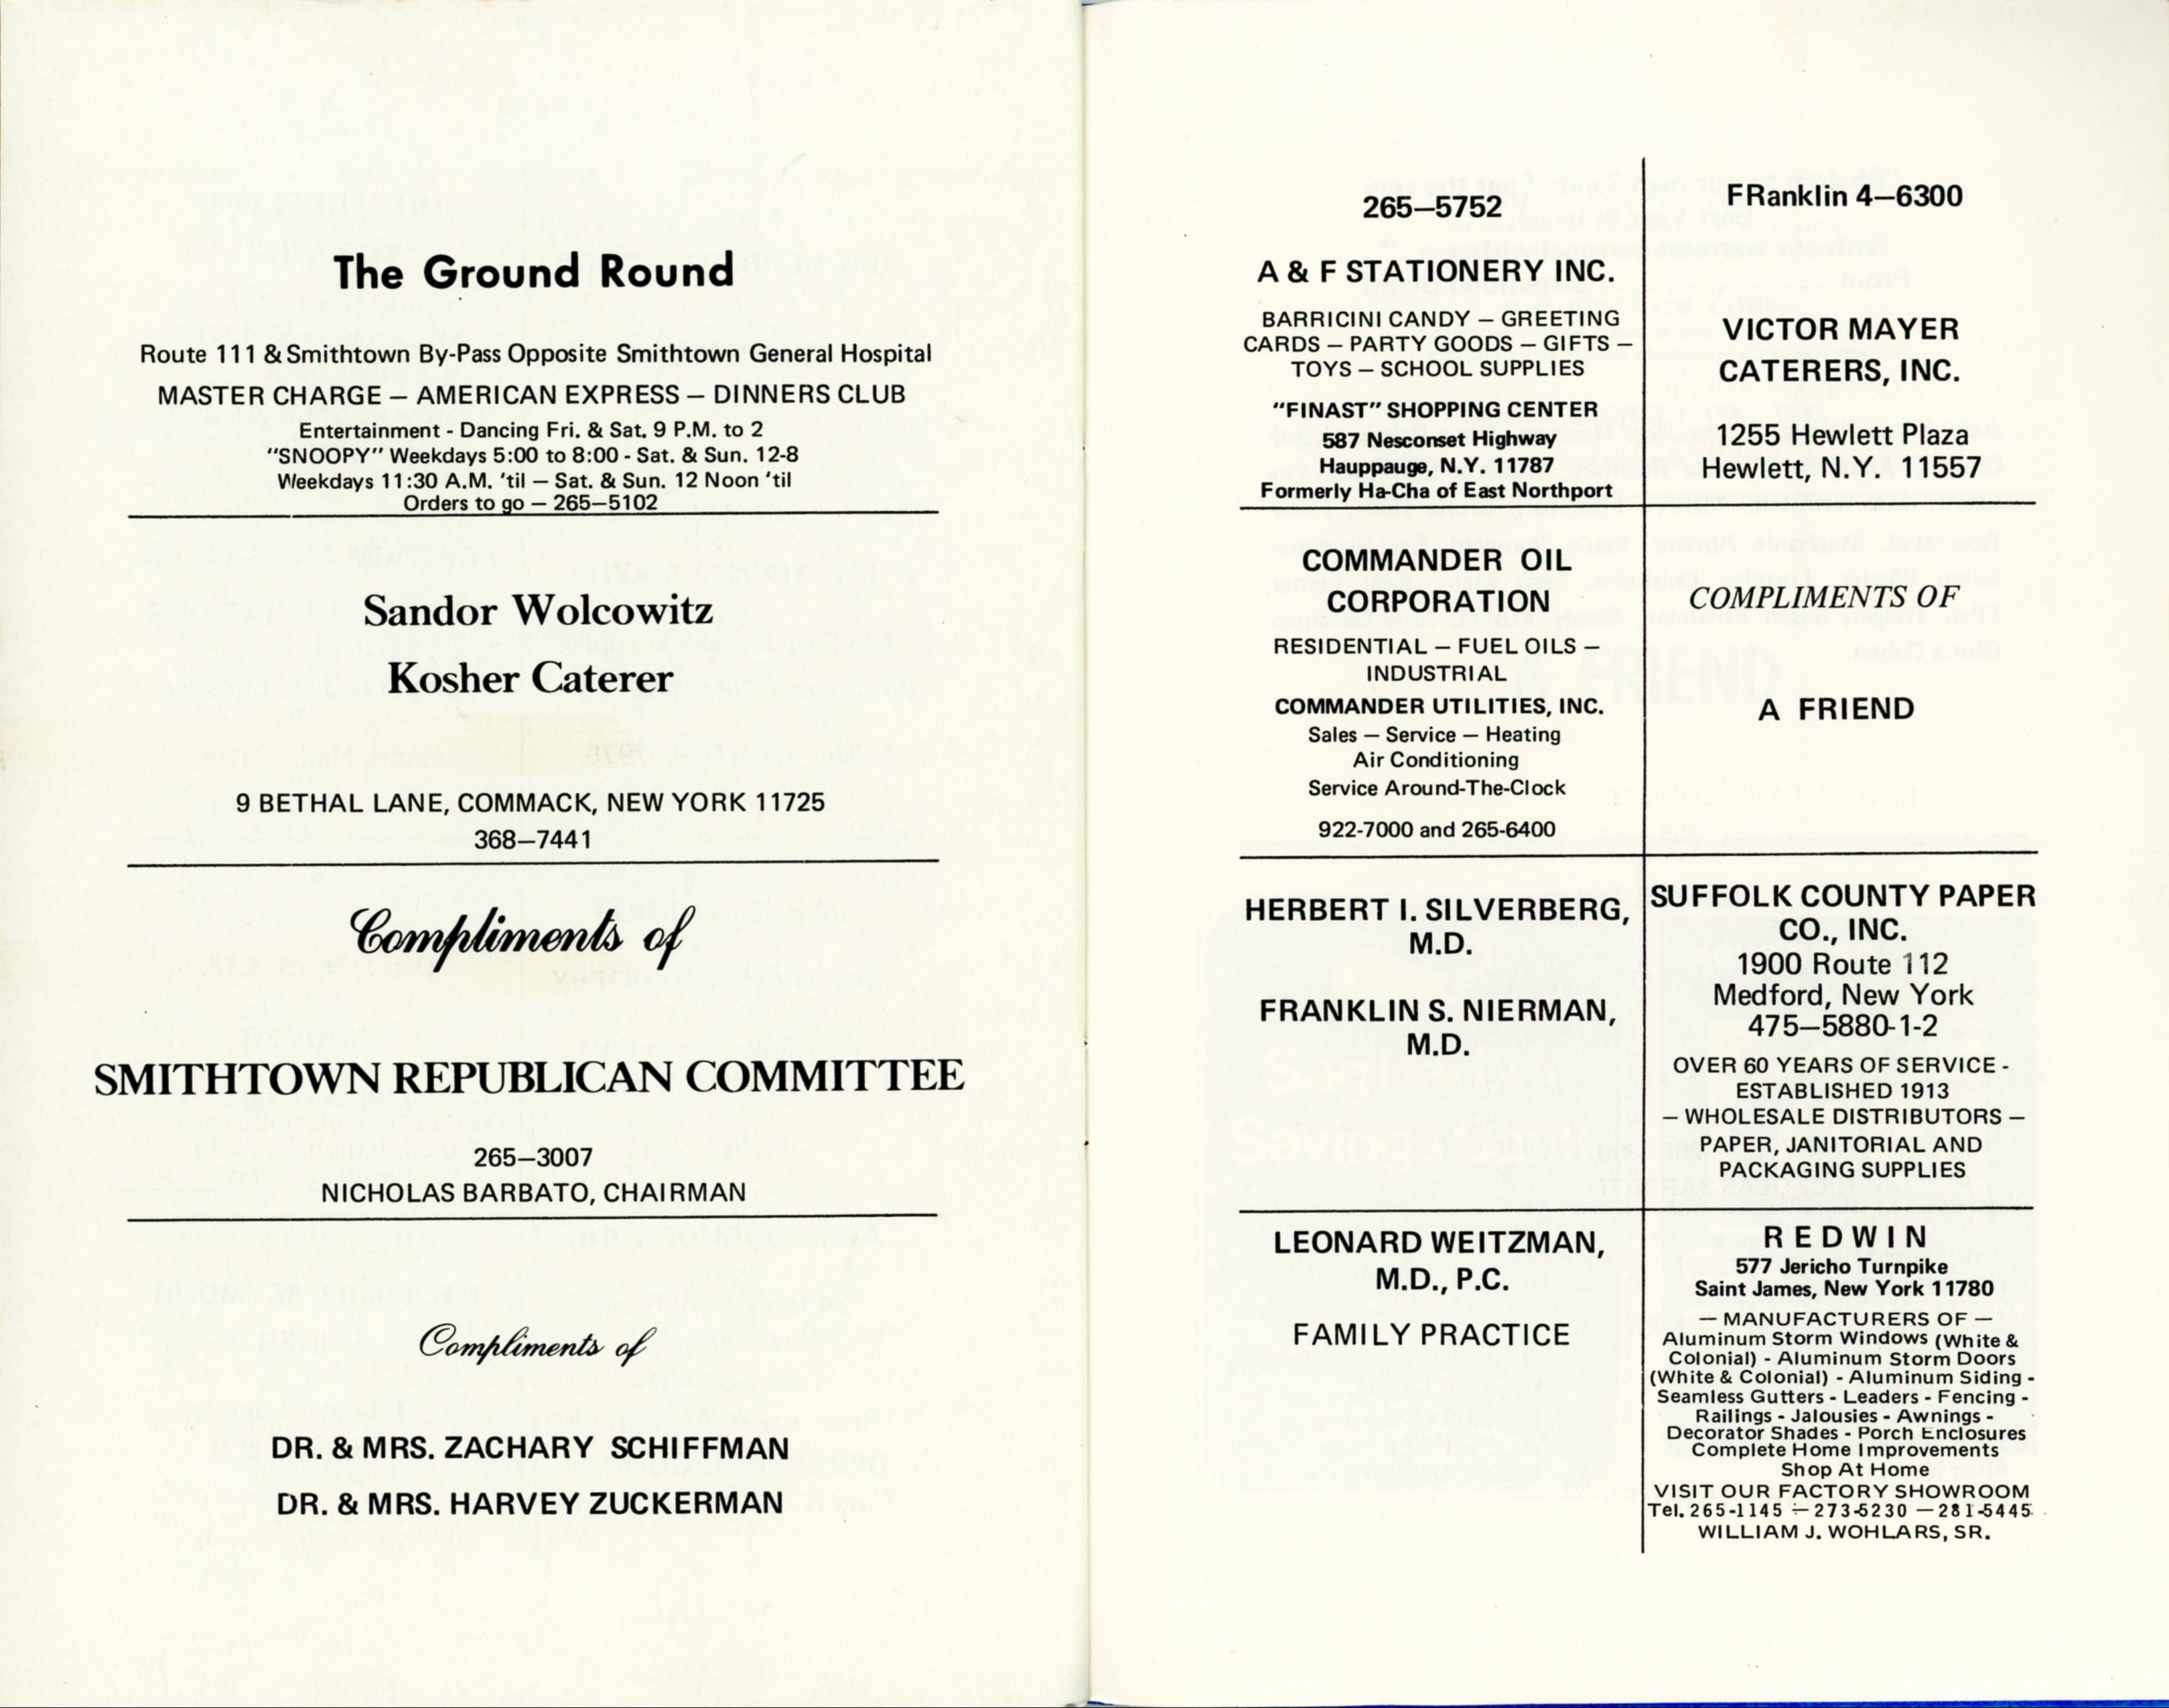 The Ground Round
Route 111 & Smithtown By-Pass Opposite Smithtown General Hospital
MASTER CHARGE — AMERICAN EXPRESS — DINNERS CLUB
Entertainment - Dancing Fri. & Sat. 9 P.M. to 2
“SNOOPY” Weekdays 5:00 to 8:00 - Sat. & Sun. 12-8
Weekdays 11:30 A.M. ‘til — Sat. & Sun. 12 Noon ‘til
Orders to go — 265—5102
Sandor Wolcowitz
Kosher Caterer
9 BETHAL LANE, COMMACK, NEW YORK 11725
368—7441
Compliments of
SMITHTOWN REPUBLICAN COMMITTEE
265—3007
NICHOLAS BARBATO, CHAIRMAN
Compliments of
DR. & MRS. ZACHARY SCHIFFMAN
DR. & MRS. HARVEY ZUCKERMAN
265—5752
A & F STATIONERY INC.
BARRICINI CANDY — GREETING
CARDS — PARTY GOODS — GIFTS —
TOYS — SCHOOL SUPPLIES
“FINAST” SHOPPING CENTER
587 Nesconset Highway
Hauppauge, N.Y. 11787
Formerly Ha-Cha of East Northport
FRanklin 4—6300
VICTOR MAYER
CATERERS, INC.
1255 Hewlett Plaza
Hewlett, N.Y. 11557
COMMANDER OIL
CORPORATION
RESIDENTIAL — FUEL OILS —
INDUSTRIAL
COMMANDER UTILITIES, INC.
Sales — Service — Heating
Air Conditioning
Service Around-The-Clock
922-7000 and 265-6400
COMPLIMENTS OF
A FRIEND
HERBERT I. SILVERBERG,
M.D.
FRANKLIN S. NIERMAN,
M.D.
SUFFOLK COUNTY PAPER
CO., INC.
1900 Route 112
Medford, New York
475—5880-1-2
OVER 60 YEARS OF SERVICE -
ESTABLISHED 1913
— WHOLESALE DISTRIBUTORS —
PAPER, JANITORIAL AND
PACKAGING SUPPLIES
LEONARD WEITZMAN,
M.D., P.C.
FAMILY PRACTICE
REDWIN
577 Jericho Turnpike
Saint James, New York 11780
— MANUFACTURERS OF —
Aluminum Storm Windows (White &
Colonial) - Aluminum Storm Doors
(White & Colonial) - Aluminum Siding -
Seamless Gutters - Leaders - Fencing -
Railings - Jalousies - Awnings -
Decorator Shades - Porch Enclosures
Complete Home Improvements
Shop At Home
VISIT OUR FACTORY SHOWROOM
Tel. 265-1145 — 273-5230 — 281-5445
WILLIAM J. WOHLARS, SR.